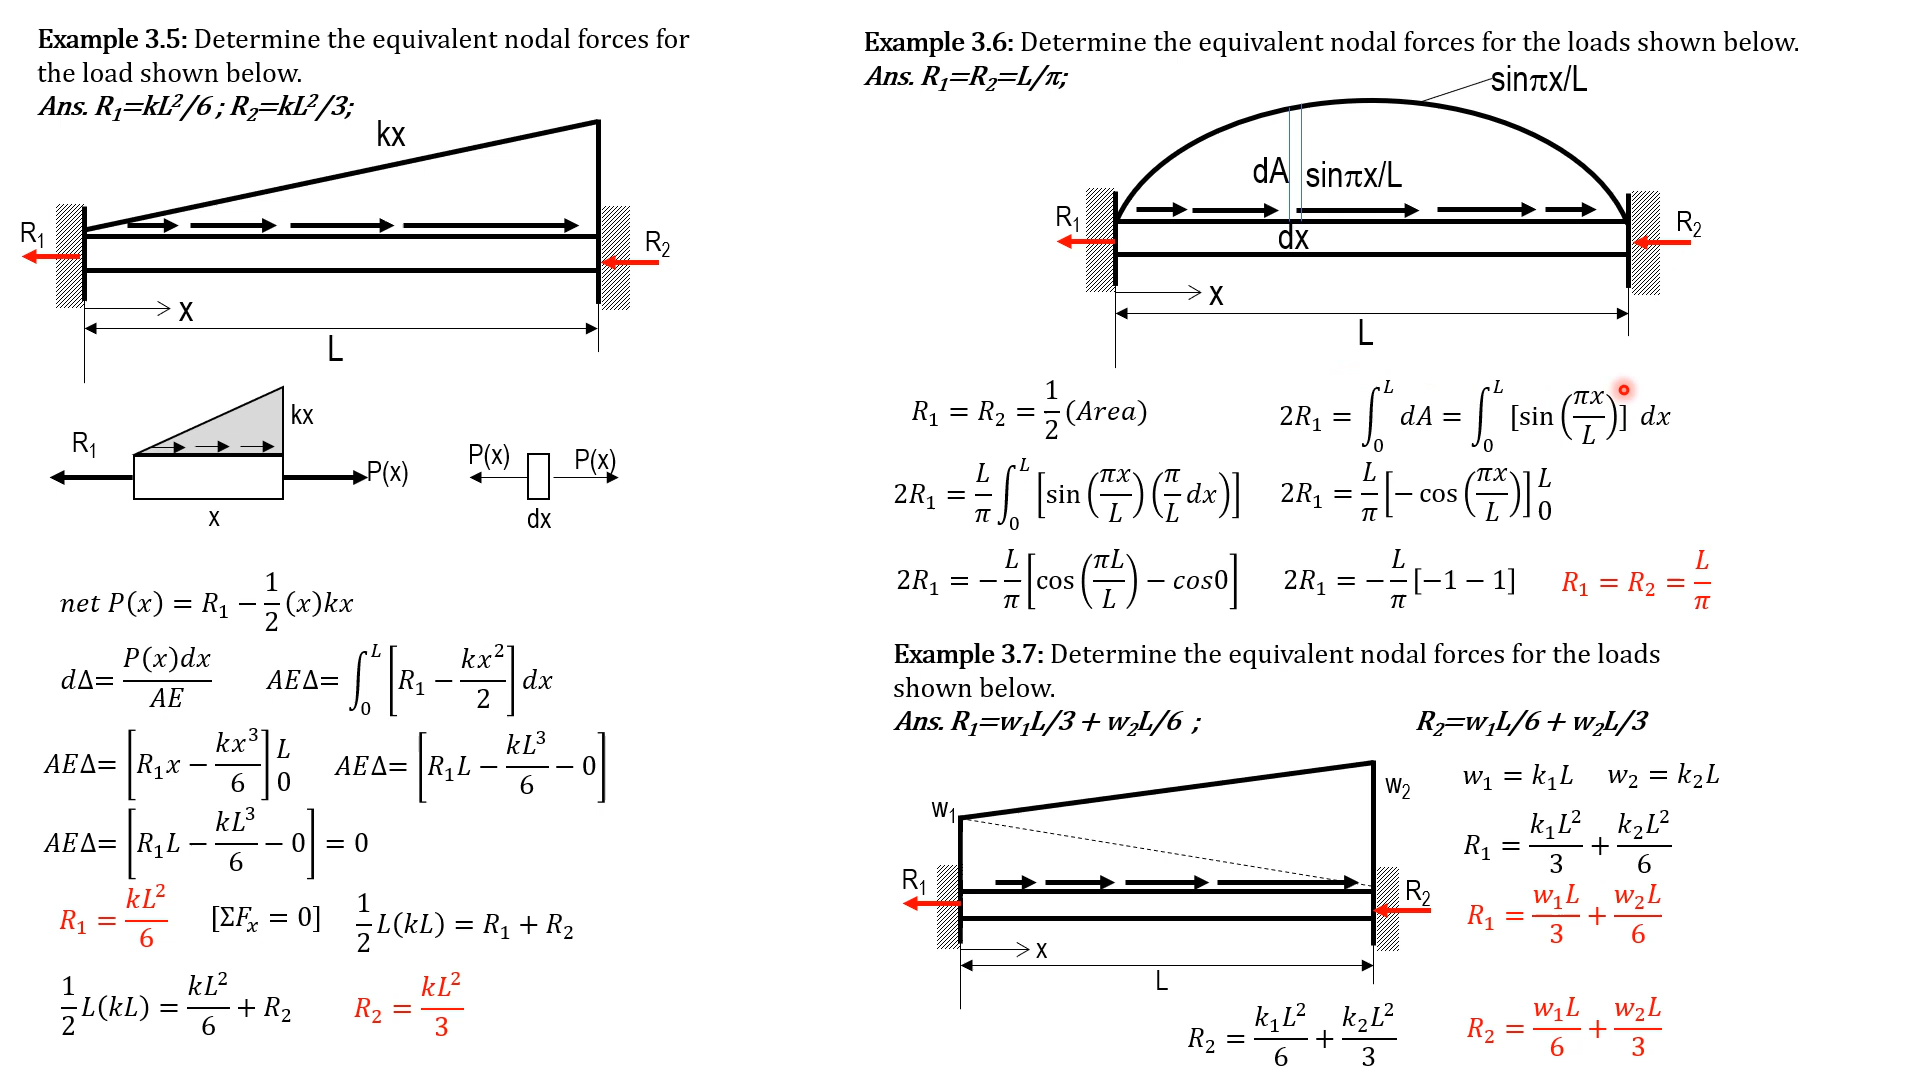 Example 3.5: Determine the equivalent nodal forces for
the load shown below.
Ans. R₁=kL²/6 ; R₂=kL²/3;
kx
R₁
R₂
x
L
kx
R₁
P(x)
x
P(x)
P(x)
dx
net P(x) = R₁ − 1/2 (x)kx
dΔ= P(x)dx/AE
AEΔ= ∫₀ᴸ [R₁ − kx²/2] dx
AEΔ= [R₁x − kx³/6] L 0
AEΔ= [R₁L − kL³/6 − 0]
AEΔ= [R₁L − kL³/6 − 0] = 0
R₁ = kL²/6
[ΣFₓ = 0]
1/2 L(kL) = R₁ + R₂
1/2 L(kL) = kL²/6 + R₂
R₂ = kL²/3
Example 3.6: Determine the equivalent nodal forces for the loads shown below.
Ans. R₁=R₂=L/π;
sinπx/L
dA
sinπx/L
R₁
R₂
dx
x
L
R₁ = R₂ = 1/2 (Area)
2R₁ = ∫₀ᴸ dA = ∫₀ᴸ [sin (πx/L)] dx
2R₁ = L/π ∫₀ᴸ [sin (πx/L) (π/L dx)]
2R₁ = L/π [− cos (πx/L)] L 0
2R₁ = − L/π [cos (πL/L) − cos0]
2R₁ = − L/π [−1 − 1]
R₁ = R₂ = L/π
Example 3.7: Determine the equivalent nodal forces for the loads
shown below.
Ans. R₁=w₁L/3 + w₂L/6 ; R₂=w₁L/6 + w₂L/3
w₁
w₂
R₁
R₂
x
L
w₁ = k₁L w₂ = k₂L
R₁ = k₁L²/3 + k₂L²/6
R₁ = w₁L/3 + w₂L/6
R₂ = k₁L²/6 + k₂L²/3
R₂ = w₁L/6 + w₂L/3